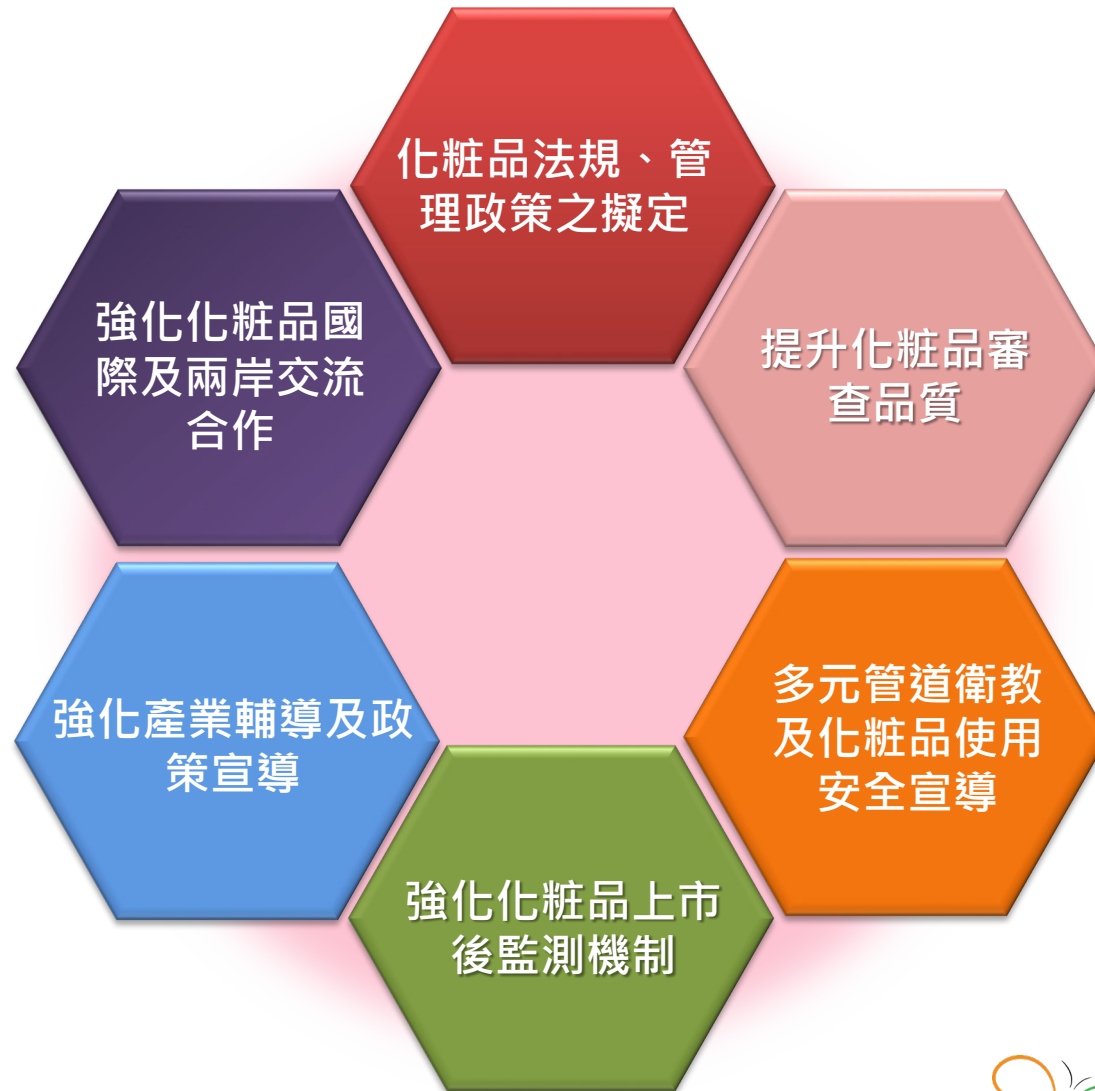 化粧品法規、管
理政策之擬定
提升化粧品審
查品質
多元管道衛教
及化粧品使用
安全宣導
強化化粧品上市
後監測機制
強化產業輔導及政
策宣導
強化化粧品國
際及兩岸交流
合作